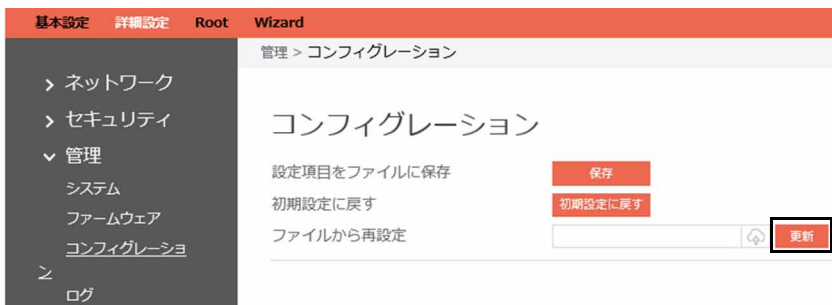 基本設定 詳細設定 Root Wizard
管理 > コンフィグレーション
ネットワーク
セキュリティ
管理
システム
ファームウェア
コンフィグレーショ
ン
ログ
コンフィグレーション
設定項目をファイルに保存 保存
初期設定に戻す 初期設定に戻す
ファイルから再設定 更新